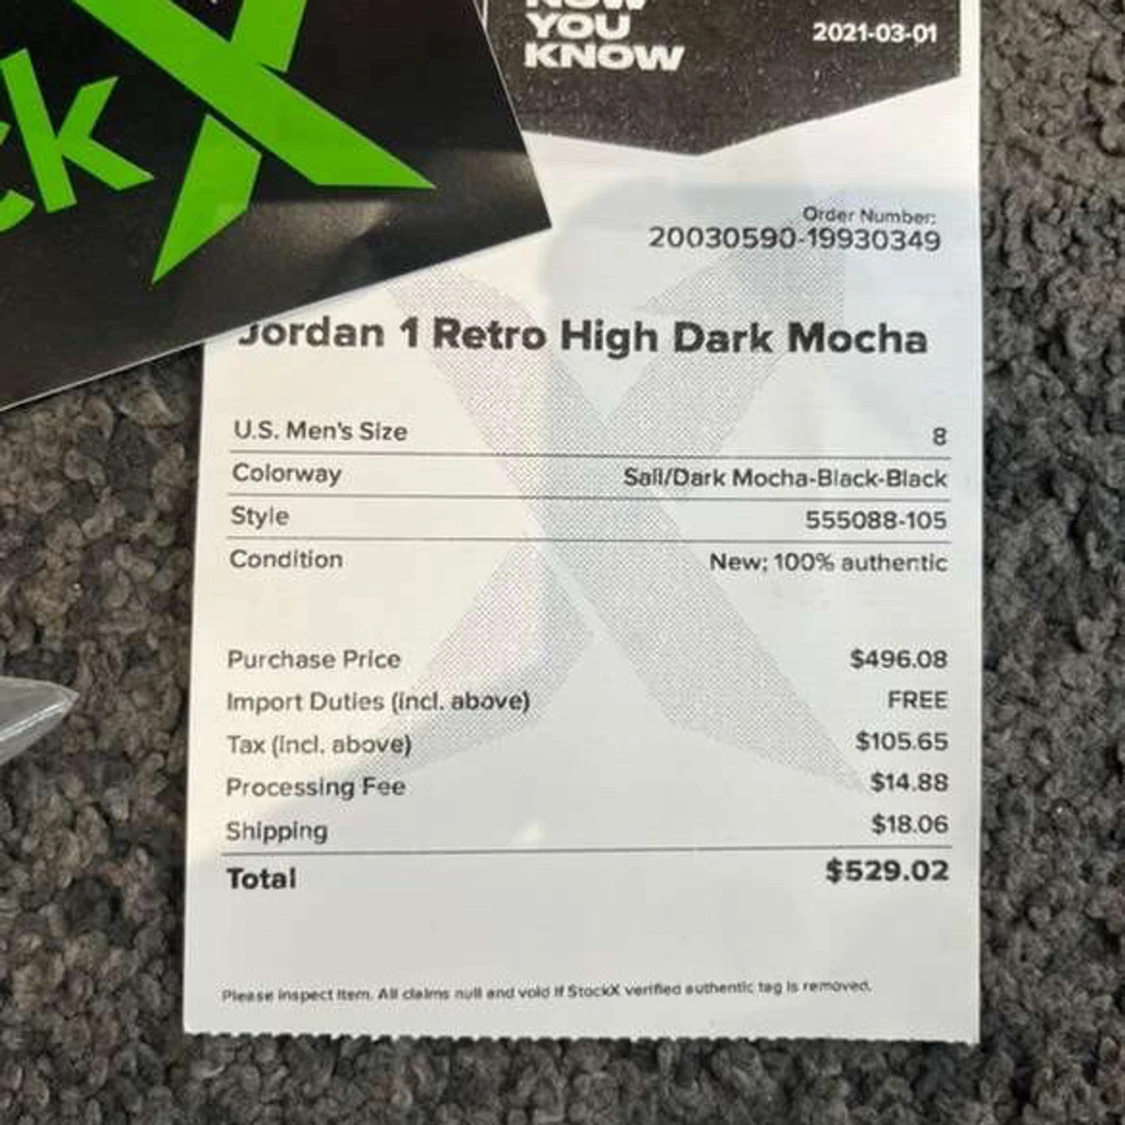 ckX
NOW
YOU
KNOW
2021-03-01
Order Number:
20030590-19930349
Jordan 1 Retro High Dark Mocha
U.S. Men's Size 8
Colorway Sail/Dark Mocha-Black-Black
Style 555088-105
Condition New; 100% authentic
Purchase Price $496.08
Import Duties (incl. above) FREE
Tax (incl. above) $105.65
Processing Fee $14.88
Shipping $18.06
Total $529.02
Please inspect item. All claims null and void if StockX verified authentic tag is removed.